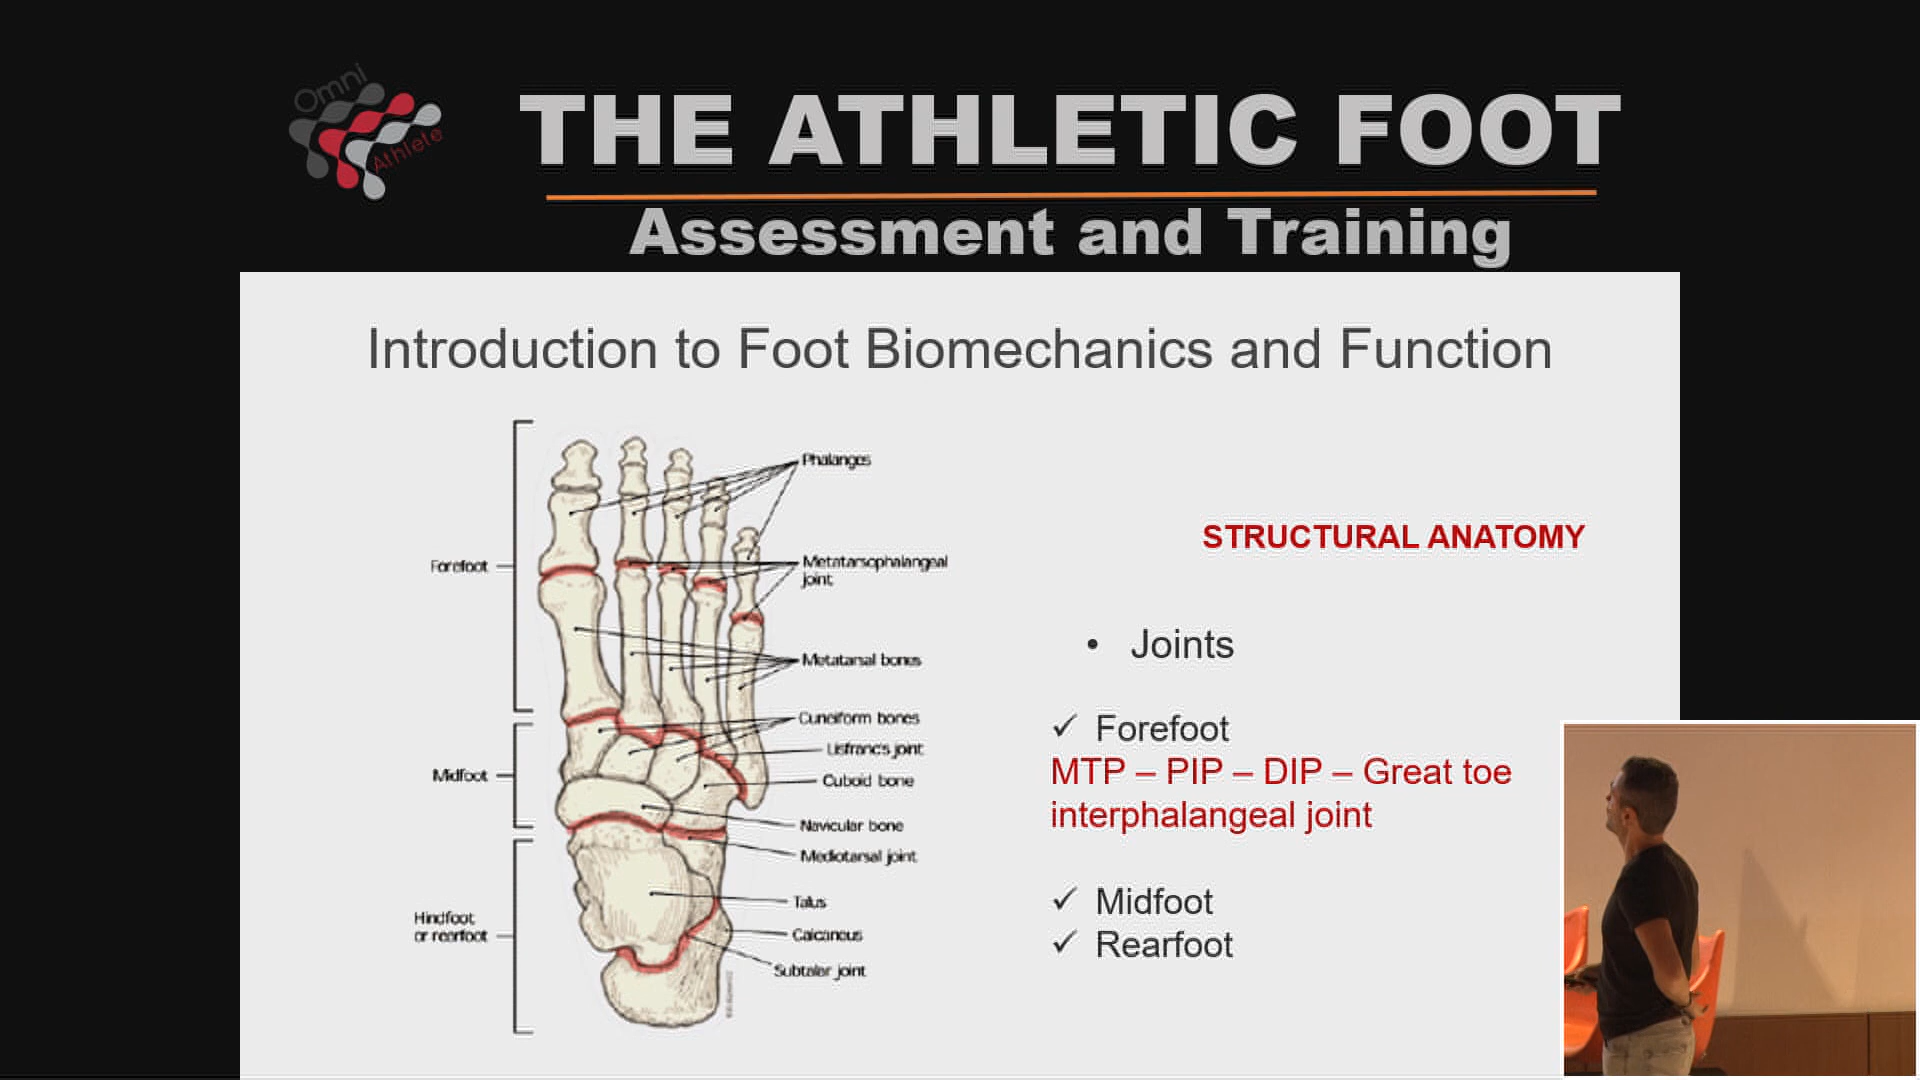 Omni
Athlete
THE ATHLETIC FOOT
Assessment and Training
Introduction to Foot Biomechanics and Function
Phalanges
Forefoot
Metatarsophalangeal
joint
Metatarsal bones
Cuneiform bones
Lisfranc's joint
Midfoot
Cuboid bone
Navicular bone
Mediotarsal joint
Talus
Hindfoot
or rearfoot
Calcaneus
Subtalar joint
STRUCTURAL ANATOMY
• Joints
✓ Forefoot
MTP – PIP – DIP – Great toe
interphalangeal joint
✓ Midfoot
✓ Rearfoot